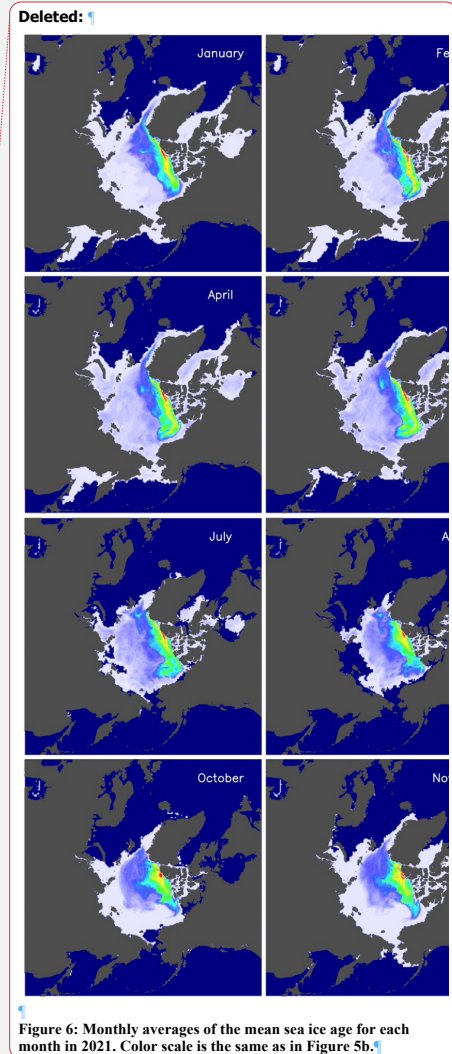 Deleted: ¶
January
Fe
April
July
A
October
Nov
¶
Figure 6: Monthly averages of the mean sea ice age for each
month in 2021. Color scale is the same as in Figure 5b.¶